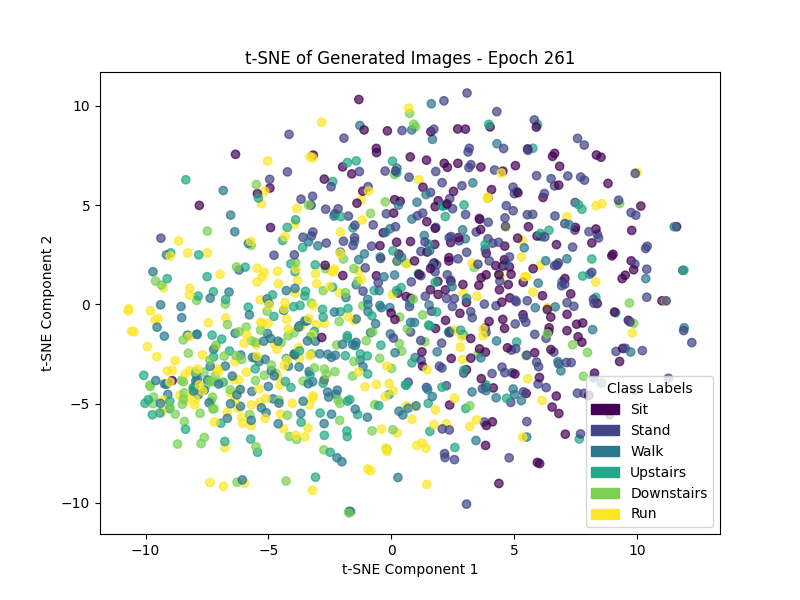 t-SNE of Generated Images - Epoch 261
t-SNE Component 2
10
5
0
−5
−10
Class Labels
Sit
Stand
Walk
Upstairs
Downstairs
Run
−10
−5
0
5
10
t-SNE Component 1